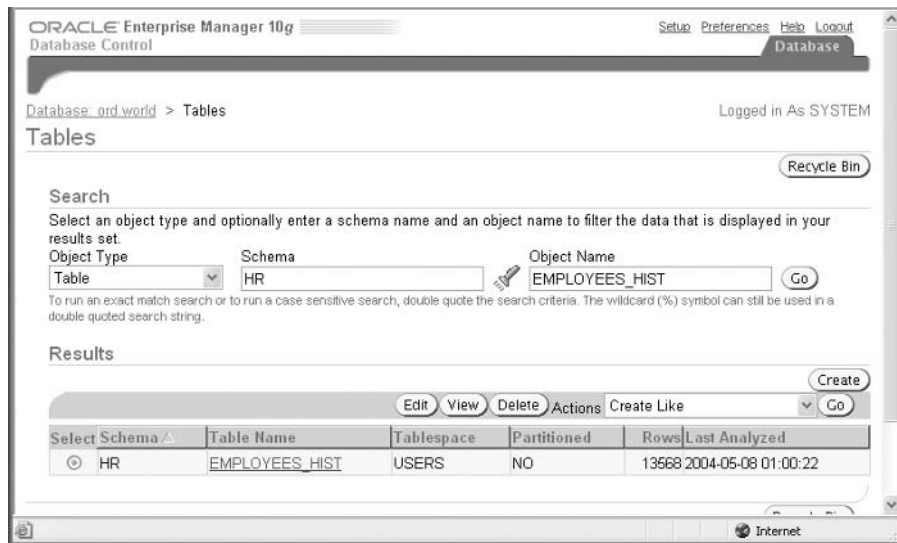 ORACLE Enterprise Manager 10g
Database Control
Setup Preferences Help Logout
Database
Database: ord.world > Tables
Logged in As SYSTEM
Tables
Recycle Bin
Search
Select an object type and optionally enter a schema name and an object name to filter the data that is displayed in your
results set.
Object Type Schema Object Name
Table HR EMPLOYEES_HIST Go
To run an exact match search or to run a case sensitive search, double quote the search criteria. The wildcard (%) symbol can still be used in a
double quoted search string.
Results
Create
Edit View Delete Actions Create Like Go
Select Schema Table Name Tablespace Partitioned Rows Last Analyzed
HR EMPLOYEES_HIST USERS NO 13568 2004-05-08 01:00:22
Internet